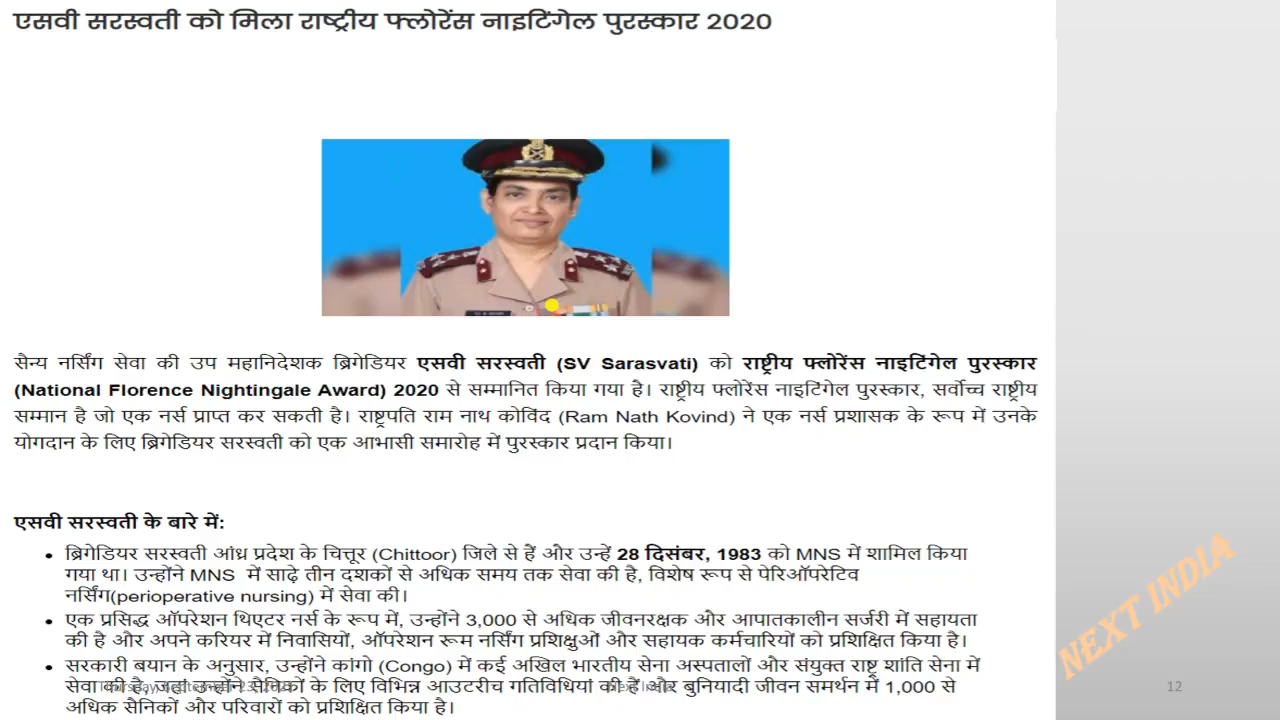 एसवी सरस्वती को मिला राष्ट्रीय फ्लोरेंस नाइटिंगेल पुरस्कार 2020
सैन्य नर्सिंग सेवा की उप महानिदेशक ब्रिगेडियर एसवी सरस्वती (SV Sarasvati) को राष्ट्रीय फ्लोरेंस नाइटिंगेल पुरस्कार
(National Florence Nightingale Award) 2020 से सम्मानित किया गया है। राष्ट्रीय फ्लोरेंस नाइटिंगेल पुरस्कार, सर्वोच्च राष्ट्रीय
सम्मान है जो एक नर्स प्राप्त कर सकती है। राष्ट्रपति राम नाथ कोविंद (Ram Nath Kovind) ने एक नर्स प्रशासक के रूप में उनके
योगदान के लिए ब्रिगेडियर सरस्वती को एक आभासी समारोह में पुरस्कार प्रदान किया।
एसवी सरस्वती के बारे में:
• ब्रिगेडियर सरस्वती आंध्र प्रदेश के चित्तूर (Chittoor) जिले से हैं और उन्हें 28 दिसंबर, 1983 को MNS में शामिल किया
गया था। उन्होंने MNS में साढ़े तीन दशकों से अधिक समय तक सेवा की है, विशेष रूप से पेरिऑपरेटिव
नर्सिंग(perioperative nursing) में सेवा की।
• एक प्रसिद्ध ऑपरेशन थिएटर नर्स के रूप में, उन्होंने 3,000 से अधिक जीवनरक्षक और आपातकालीन सर्जरी में सहायता
की है और अपने करियर में निवासियों, ऑपरेशन रूम नर्सिंग प्रशिक्षुओं और सहायक कर्मचारियों को प्रशिक्षित किया है।
• सरकारी बयान के अनुसार, उन्होंने कांगो (Congo) में कई अखिल भारतीय सेना अस्पतालों और संयुक्त राष्ट्र शांति सेना में
सेवा की है. उन्होंने सैनिकों के लिए विभिन्न आउटरीच गतिविधियां की हैं और बुनियादी जीवन समर्थन में 1,000 से
अधिक सैनिकों और परिवारों को प्रशिक्षित किया है।
Thursday, September 23,
Next India
12
NEXT INDIA